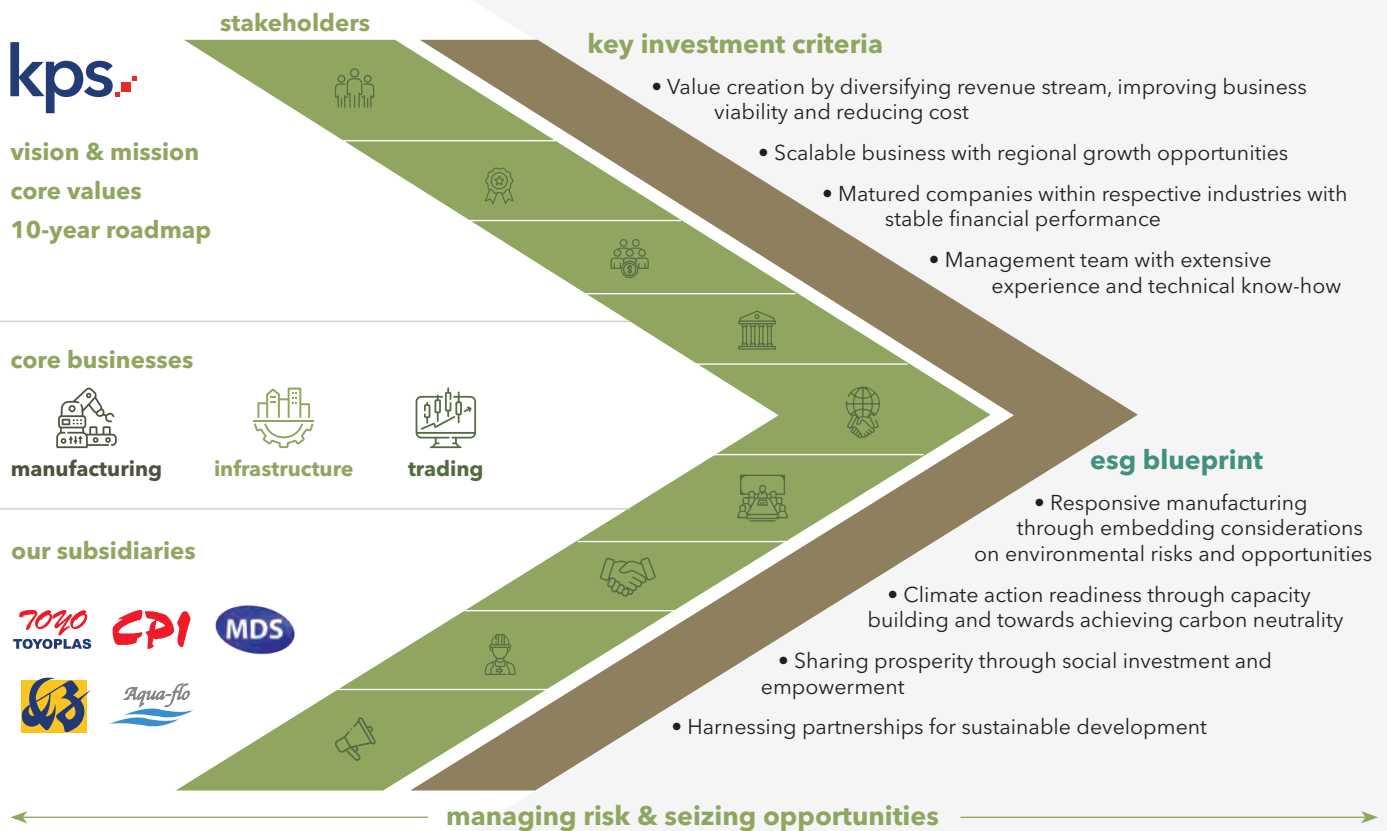 stakeholders
kps
vision & mission
core values
10-year roadmap
key investment criteria
• Value creation by diversifying revenue stream, improving business
viability and reducing cost
• Scalable business with regional growth opportunities
• Matured companies within respective industries with
stable financial performance
• Management team with extensive
experience and technical know-how
core businesses
manufacturing
infrastructure
trading
esg blueprint
• Responsive manufacturing
through embedding considerations
on environmental risks and opportunities
• Climate action readiness through capacity
building and towards achieving carbon neutrality
• Sharing prosperity through social investment and
empowerment
• Harnessing partnerships for sustainable development
our subsidiaries
TOYO
TOYOPLAS
CPI
MDS
Aqua-flo
managing risk & seizing opportunities